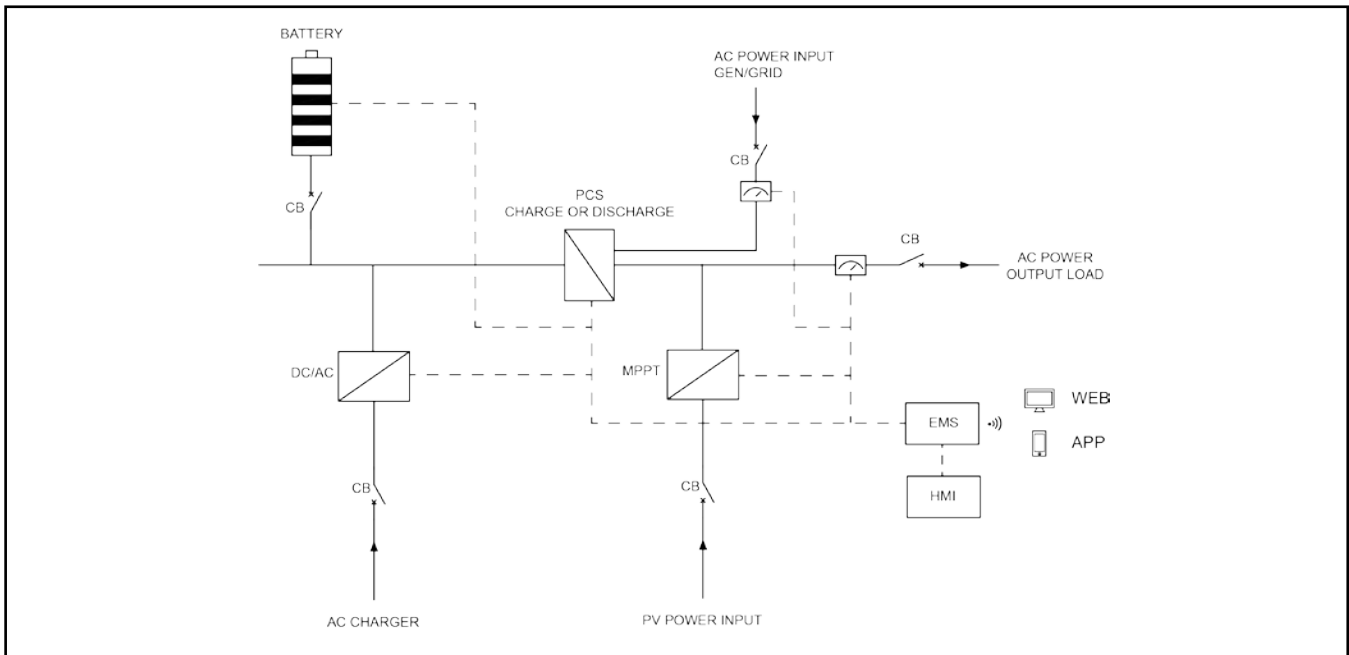 BATTERY
AC POWER INPUT
GEN/GRID
CB
CB
PCS
CHARGE OR DISCHARGE
CB
AC POWER
OUTPUT LOAD
DC/AC
MPPT
WEB
EMS
APP
CB
CB
HMI
AC CHARGER
PV POWER INPUT